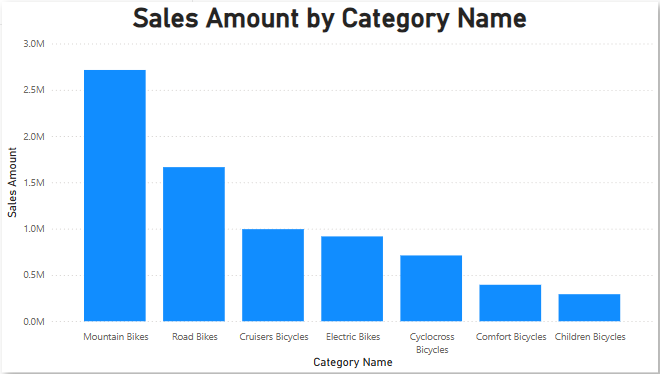 Sales Amount by Category Name
3.0M
2.5M
2.0M
1.5M
1.0M
0.5M
0.0M
Sales Amount
Mountain Bikes
Road Bikes
Cruisers Bicycles
Electric Bikes
Cyclocross
Bicycles
Comfort Bicycles
Children Bicycles
Category Name